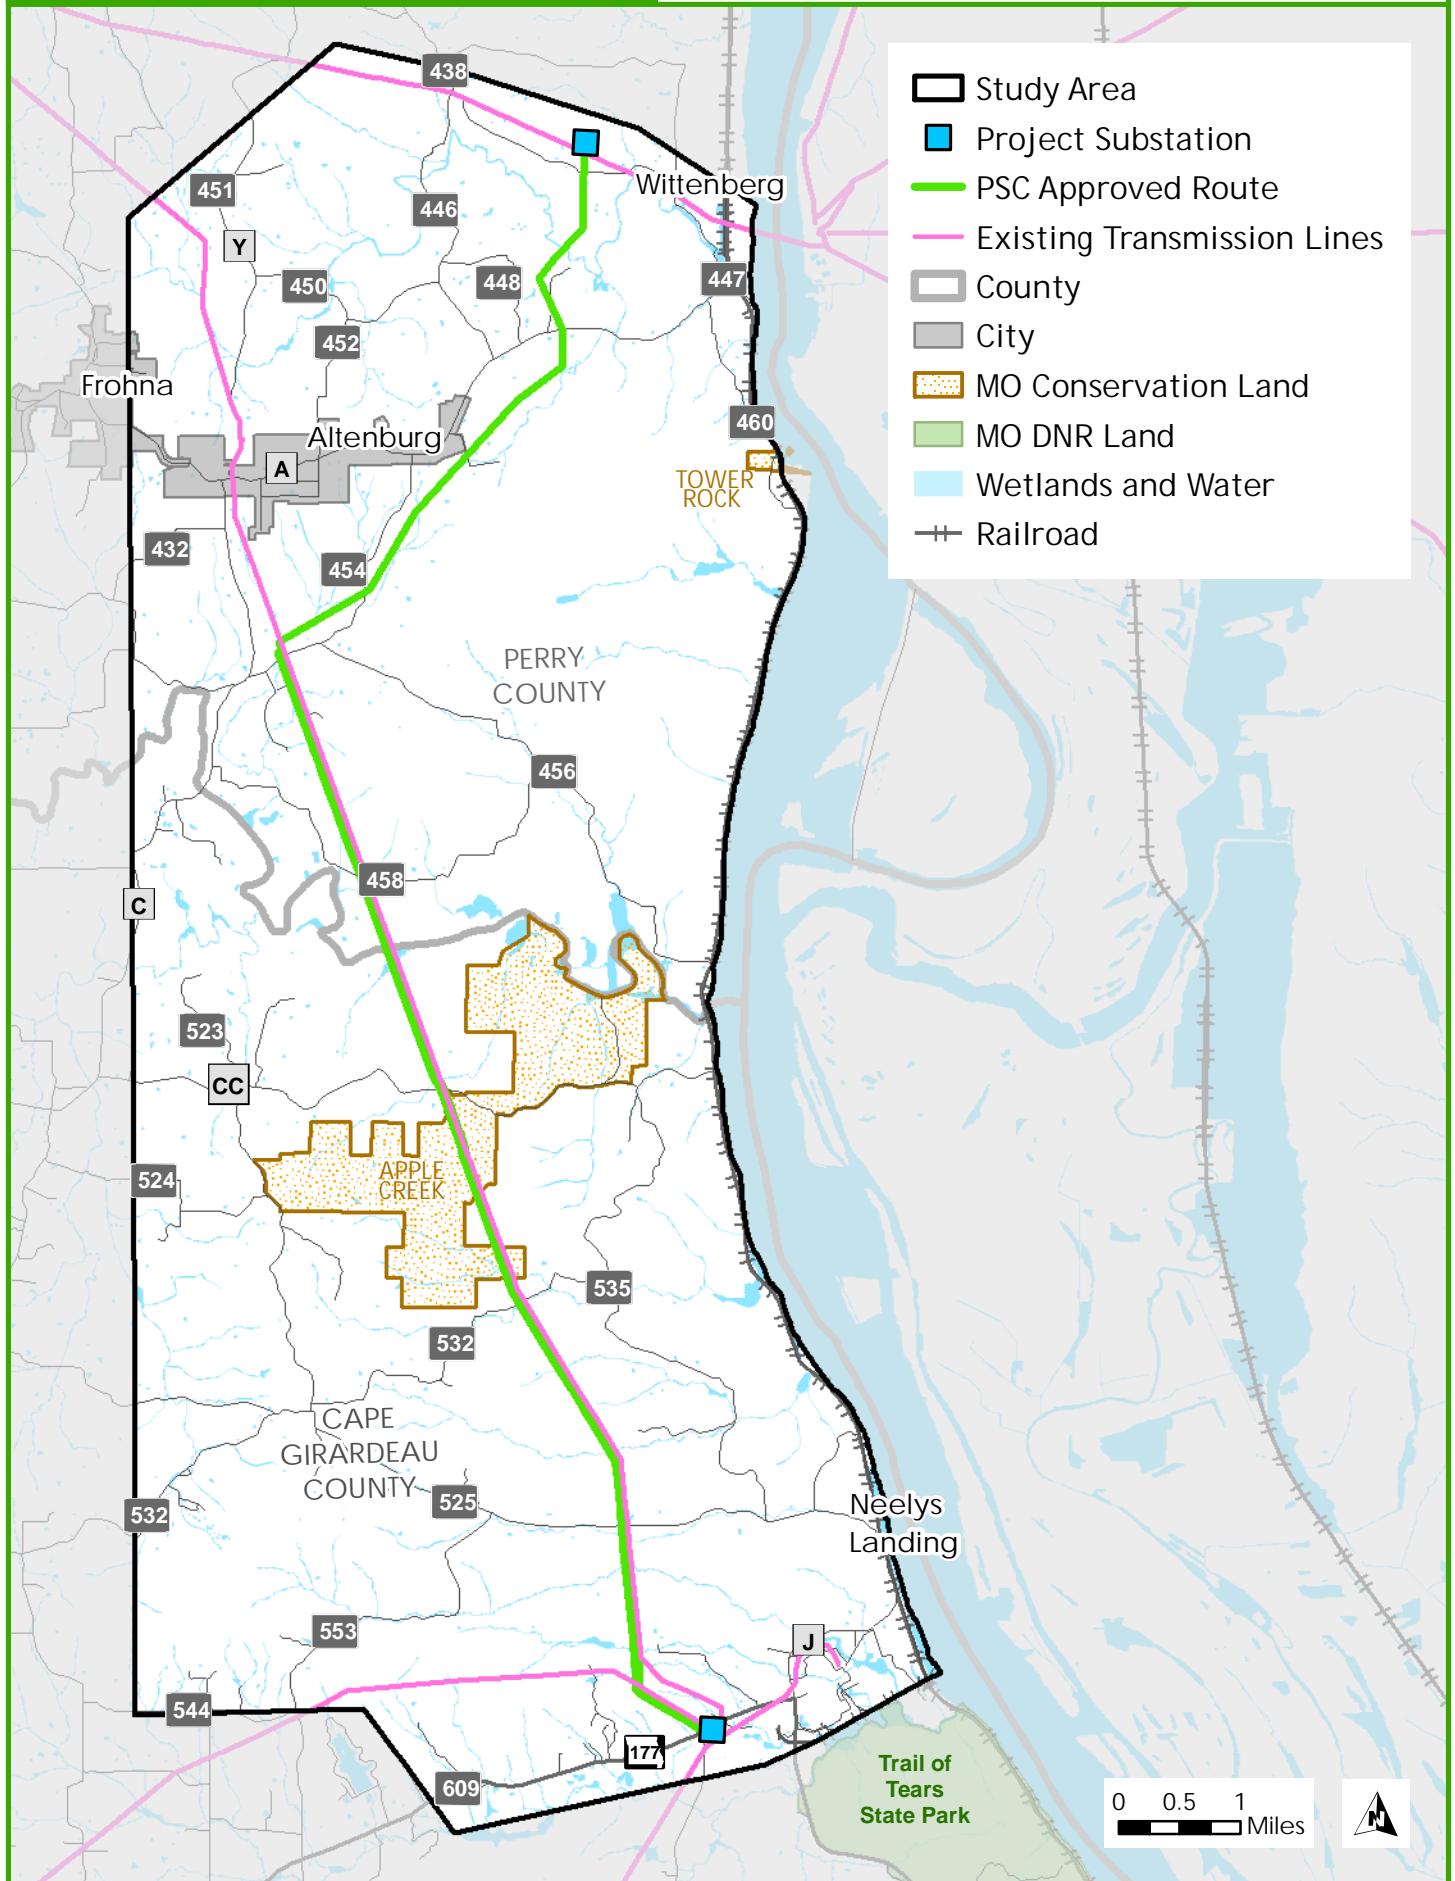 Study Area
Project Substation
PSC Approved Route
Existing Transmission Lines
County
City
MO Conservation Land
MO DNR Land
Wetlands and Water
Railroad
438
451
Wittenberg
446
Y
450
448
447
452
Frohna
460
Altenburg
A
TOWER
ROCK
432
454
PERRY
COUNTY
456
458
C
523
CC
524
APPLE
CREEK
535
532
CAPE
GIRARDEAU
COUNTY
525
532
Neelys
Landing
553
J
544
177
609
Trail of
Tears
State Park
0 0.5 1
Miles
N